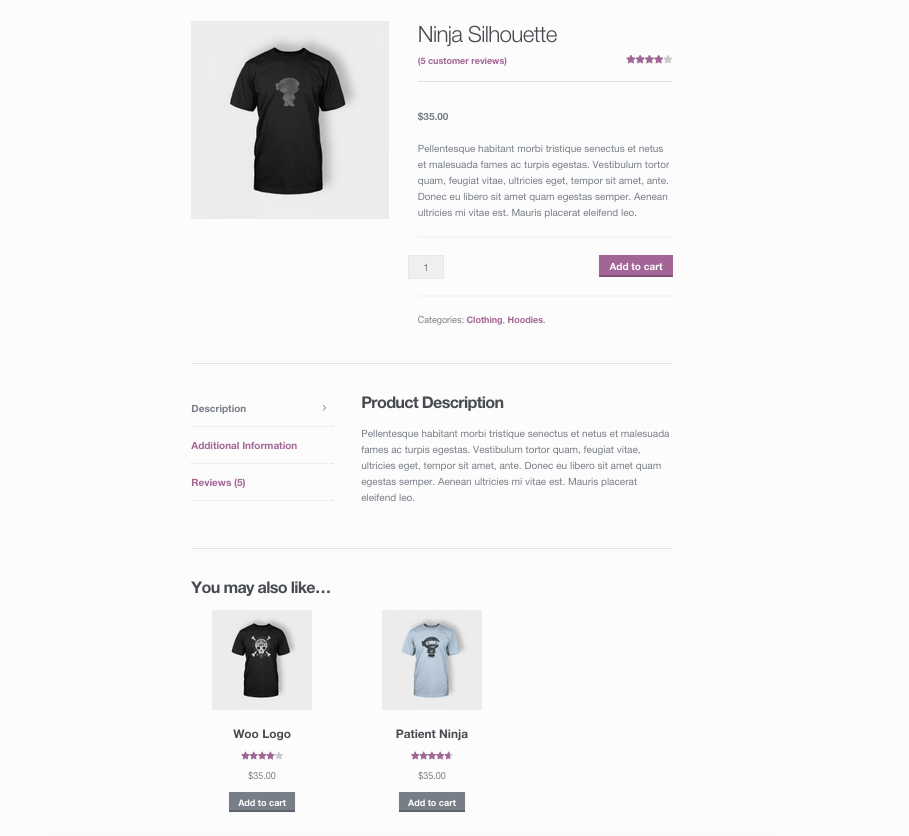 Ninja Silhouette
(5 customer reviews)
$35.00
Pellentesque habitant morbi tristique senectus et netus
et malesuada fames ac turpis egestas. Vestibulum tortor
quam, feugiat vitae, ultricies eget, tempor sit amet, ante.
Donec eu libero sit amet quam egestas semper. Aenean
ultricies mi vitae est. Mauris placerat eleifend leo.
1
Add to cart
Categories: Clothing, Hoodies.
Description
Additional Information
Reviews (5)
Product Description
Pellentesque habitant morbi tristique senectus et netus et malesuada
fames ac turpis egestas. Vestibulum tortor quam, feugiat vitae,
ultricies eget, tempor sit amet, ante. Donec eu libero sit amet quam
egestas semper. Aenean ultricies mi vitae est. Mauris placerat
eleifend leo.
You may also like…
Woo Logo
$35.00
Add to cart
Patient Ninja
$35.00
Add to cart